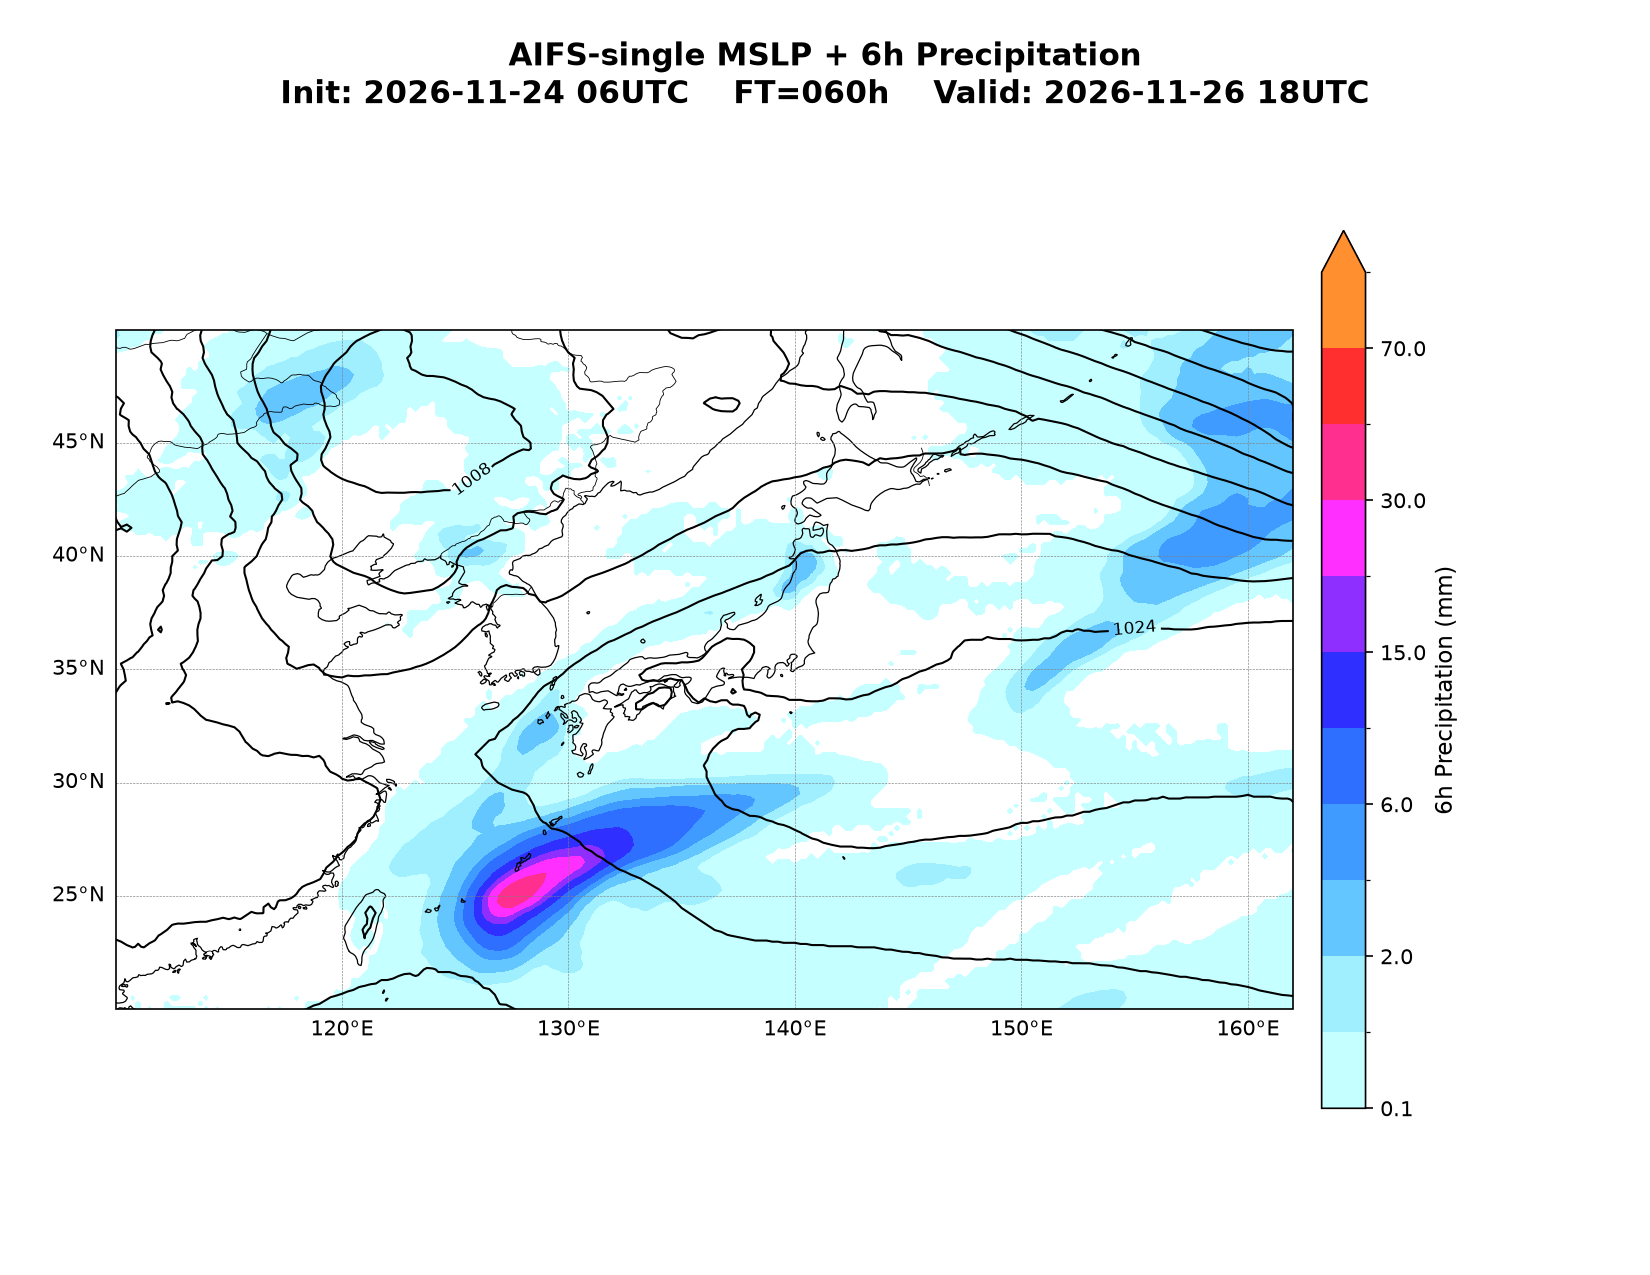 AIFS-single MSLP + 6h Precipitation
Init: 2026-11-24 06UTC    FT=060h    Valid: 2026-11-26 18UTC
70.0
30.0
15.0
6.0
2.0
0.1
6h Precipitation (mm)
45°N
40°N
35°N
30°N
25°N
1008
1024
120°E
130°E
140°E
150°E
160°E